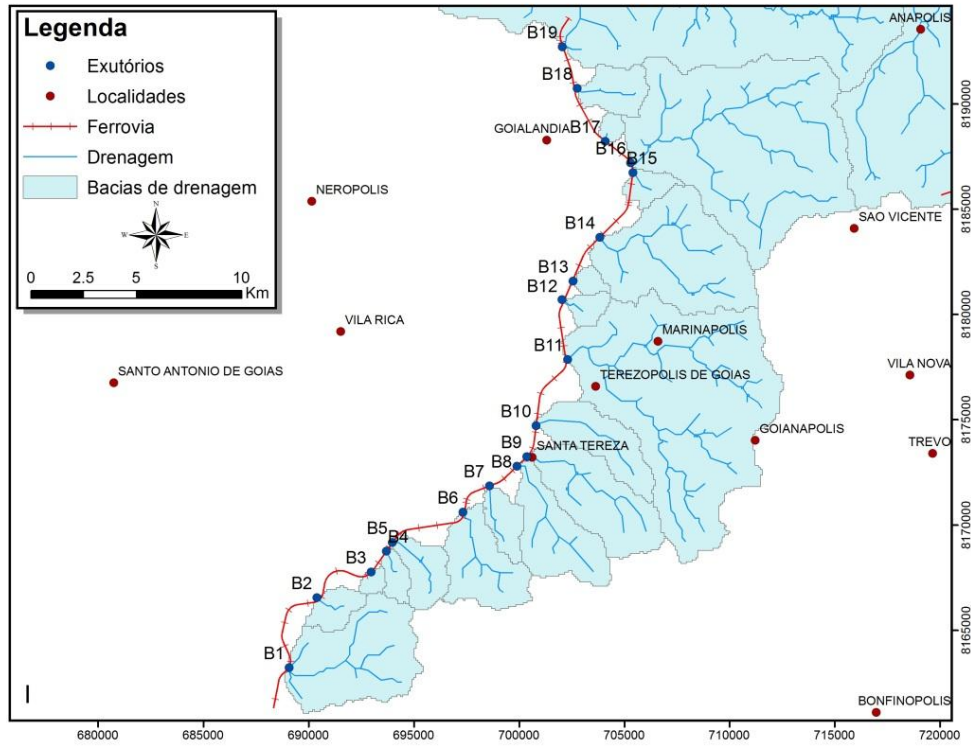 Legenda
Exutórios
Localidades
Ferrovia
Drenagem
Bacias de drenagem
N
W E
S
0 2.5 5 10
Km
ANAPOLIS
B19
B18
B17
GOIALANDIA
B16
B15
NEROPOLIS
SAO VICENTE
B14
B13
B12
VILA RICA
MARINAPOLIS
B11
VILA NOVA
SANTO ANTONIO DE GOIAS
TEREZOPOLIS DE GOIAS
B10
GOIANAPOLIS
B9
SANTA TEREZA
TREVO
B8
B7
B6
B5
B4
B3
B2
B1
I
BONFINOPOLIS
8190000
8185000
8180000
8175000
8170000
8165000
680000 685000 690000 695000 700000 705000 710000 715000 720000